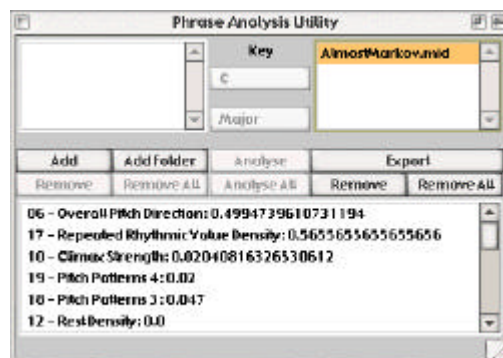 Phrase Analysis Utility
Key
AlmostMarkov.mid
C
Major
Add Add Folder Analyse Export
Remove Remove All Analyse All Remove Remove All
06 - Overall Pitch Direction: 0.4994739610731194
17 - Repeated Rhythmic Value Density: 0.5655655655655656
10 - Climax Strength: 0.02040816326530612
19 - Pitch Patterns 4: 0.02
18 - Pitch Patterns 3: 0.047
12 - Rest Density: 0.0